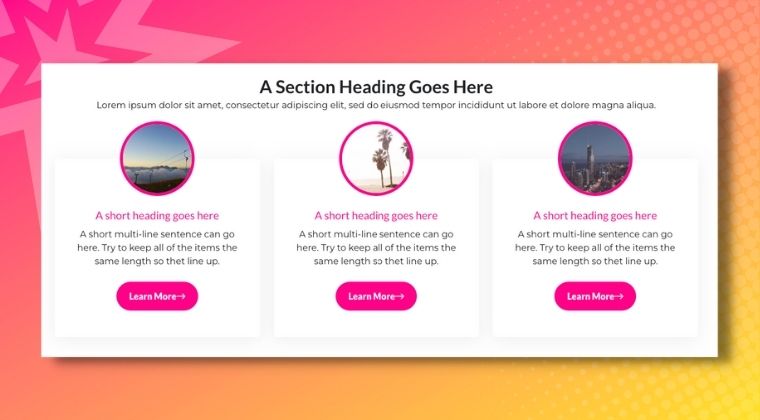 A Section Heading Goes Here
Lorem ipsum dolor sit amet, consectetur adipiscing elit, sed do eiusmod tempor incididunt ut labore et dolore magna aliqua.
A short heading goes here
A short multi-line sentence can go
here. Try to keep all of the items the
same length so thet line up.
Learn More→
A short heading goes here
A short multi-line sentence can go
here. Try to keep all of the items the
same length so thet line up.
Learn More→
A short heading goes here
A short multi-line sentence can go
here. Try to keep all of the items the
same length so thet line up.
Learn More→